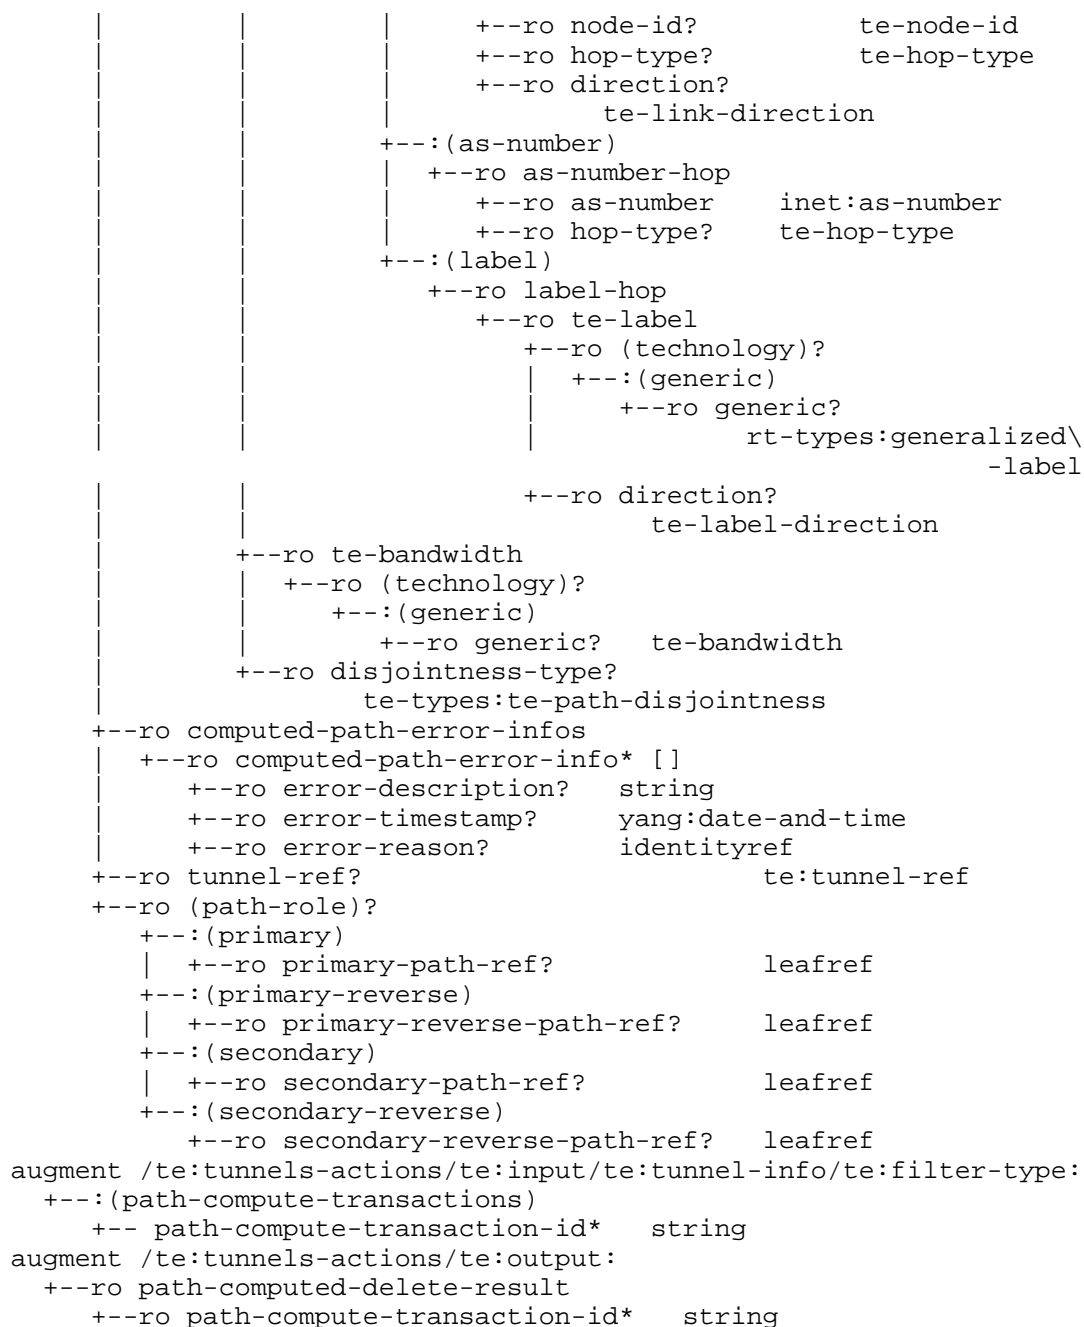 |        |        |     +--ro node-id?          te-node-id
|        |        |     +--ro hop-type?         te-hop-type
|        |        |     +--ro direction?
|        |        |             te-link-direction
|        |        +--:(as-number)
|        |        |  +--ro as-number-hop
|        |        |     +--ro as-number    inet:as-number
|        |        |     +--ro hop-type?    te-hop-type
|        |        +--:(label)
|        |           +--ro label-hop
|        |              +--ro te-label
|        |                 +--ro (technology)?
|        |                 |  +--:(generic)
|        |                 |     +--ro generic?
|        |                 |             rt-types:generalized\
                                                        -label
|        |                 +--ro direction?
|        |                         te-label-direction
|        +--ro te-bandwidth
|        |  +--ro (technology)?
|        |     +--:(generic)
|        |        +--ro generic?   te-bandwidth
|        +--ro disjointness-type?
|                te-types:te-path-disjointness
+--ro computed-path-error-infos
|  +--ro computed-path-error-info* []
|     +--ro error-description?   string
|     +--ro error-timestamp?     yang:date-and-time
|     +--ro error-reason?        identityref
+--ro tunnel-ref?                         te:tunnel-ref
+--ro (path-role)?
   +--:(primary)
   |  +--ro primary-path-ref?             leafref
   +--:(primary-reverse)
   |  +--ro primary-reverse-path-ref?     leafref
   +--:(secondary)
   |  +--ro secondary-path-ref?           leafref
   +--:(secondary-reverse)
      +--ro secondary-reverse-path-ref?   leafref
augment /te:tunnels-actions/te:input/te:tunnel-info/te:filter-type:
  +--:(path-compute-transactions)
     +-- path-compute-transaction-id*   string
augment /te:tunnels-actions/te:output:
  +--ro path-computed-delete-result
     +--ro path-compute-transaction-id*   string